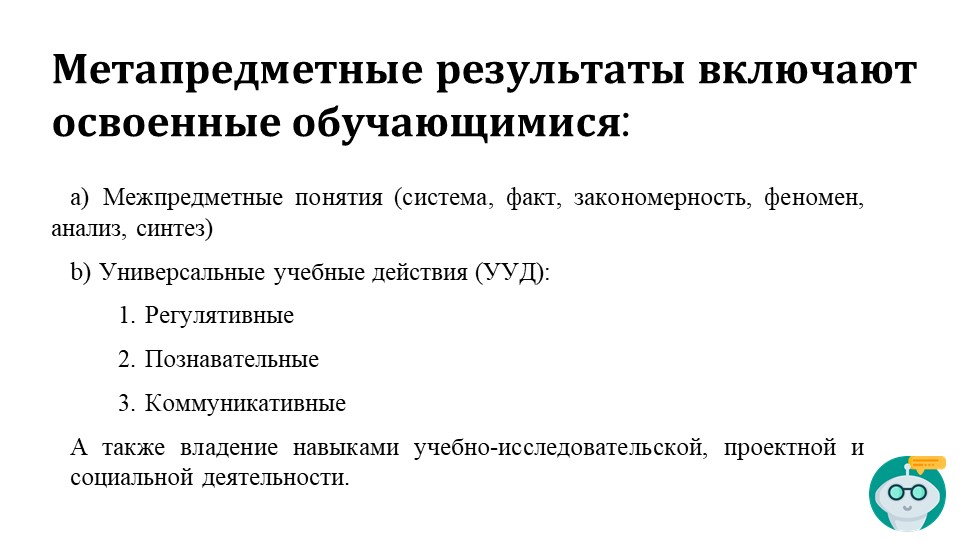 Метапредметные результаты включают
освоенные обучающимися:
a) Межпредметные понятия (система, факт, закономерность, феномен,
анализ, синтез)
b) Универсальные учебные действия (УУД):
1. Регулятивные
2. Познавательные
3. Коммуникативные
А также владение навыками учебно-исследовательской, проектной и
социальной деятельности.